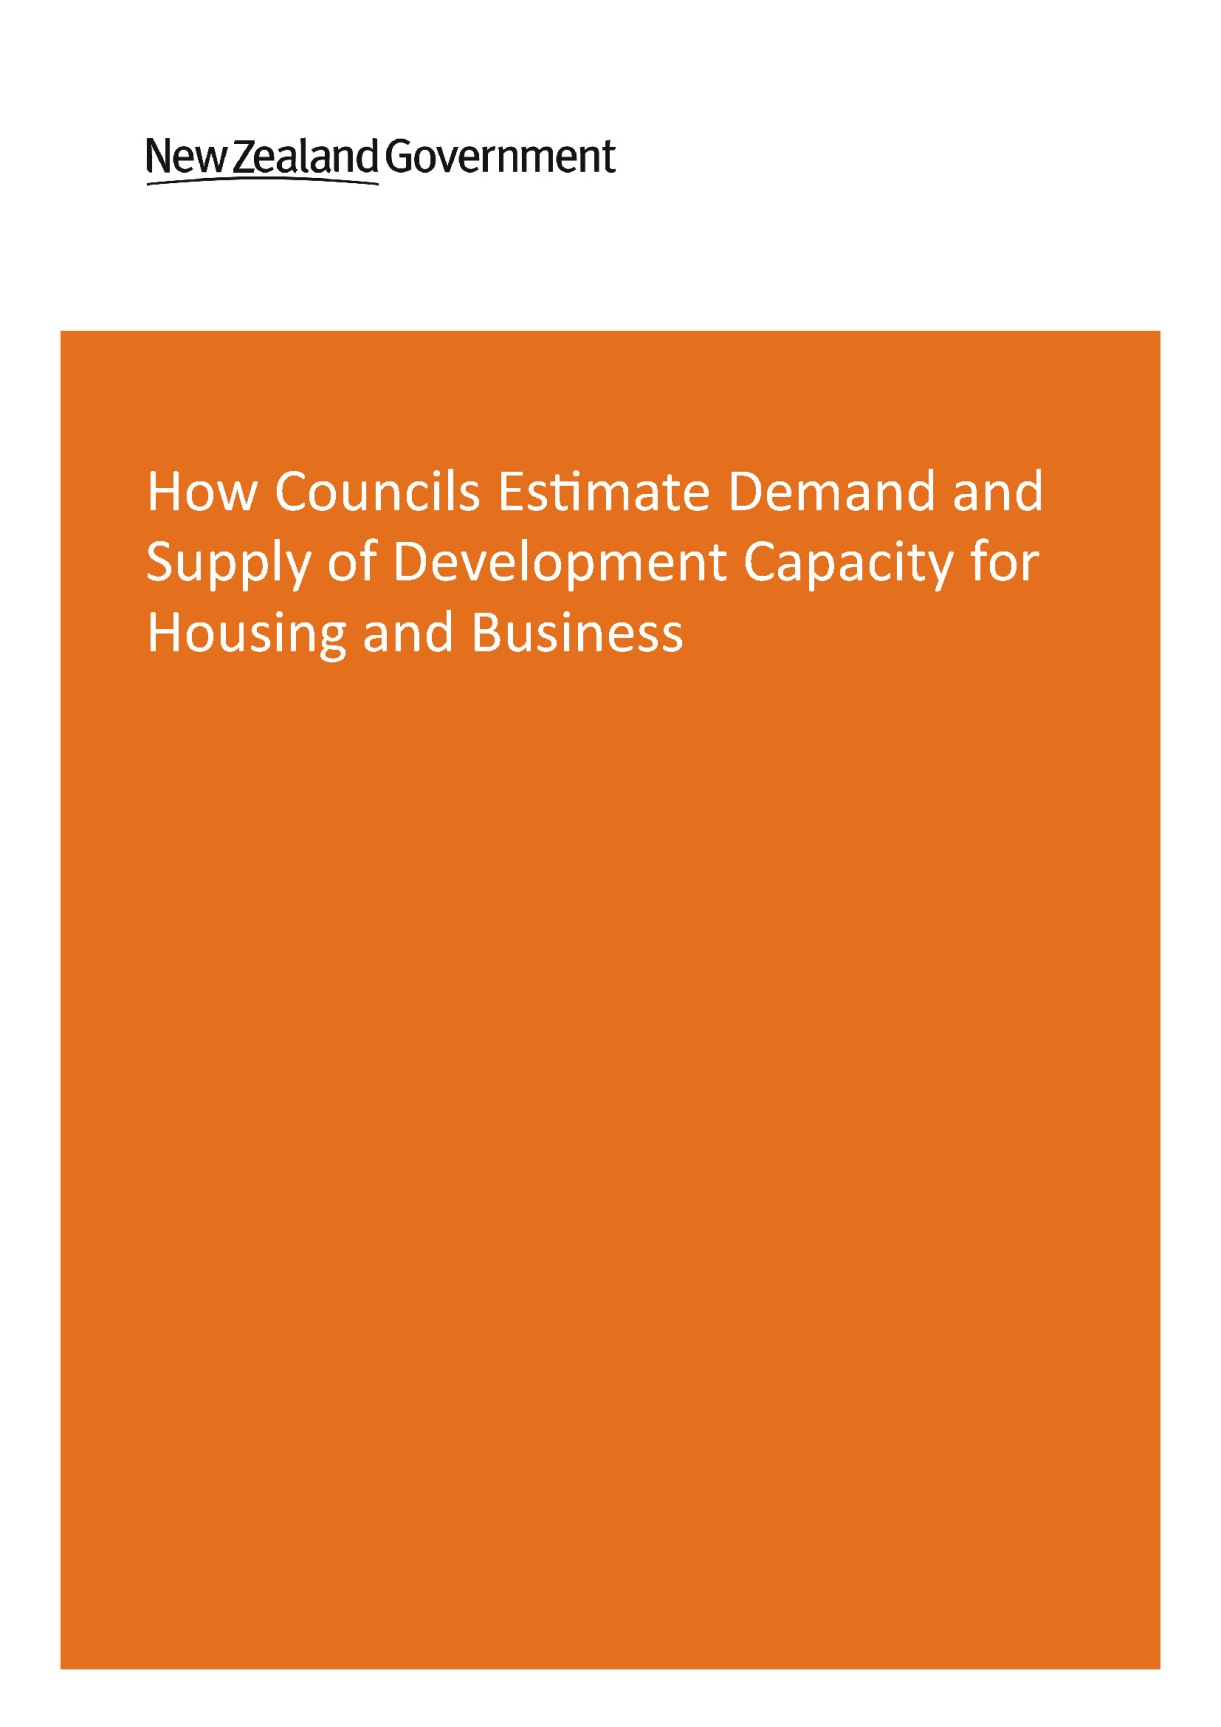 New Zealand Government
How Councils Estimate Demand and
Supply of Development Capacity for
Housing and Business